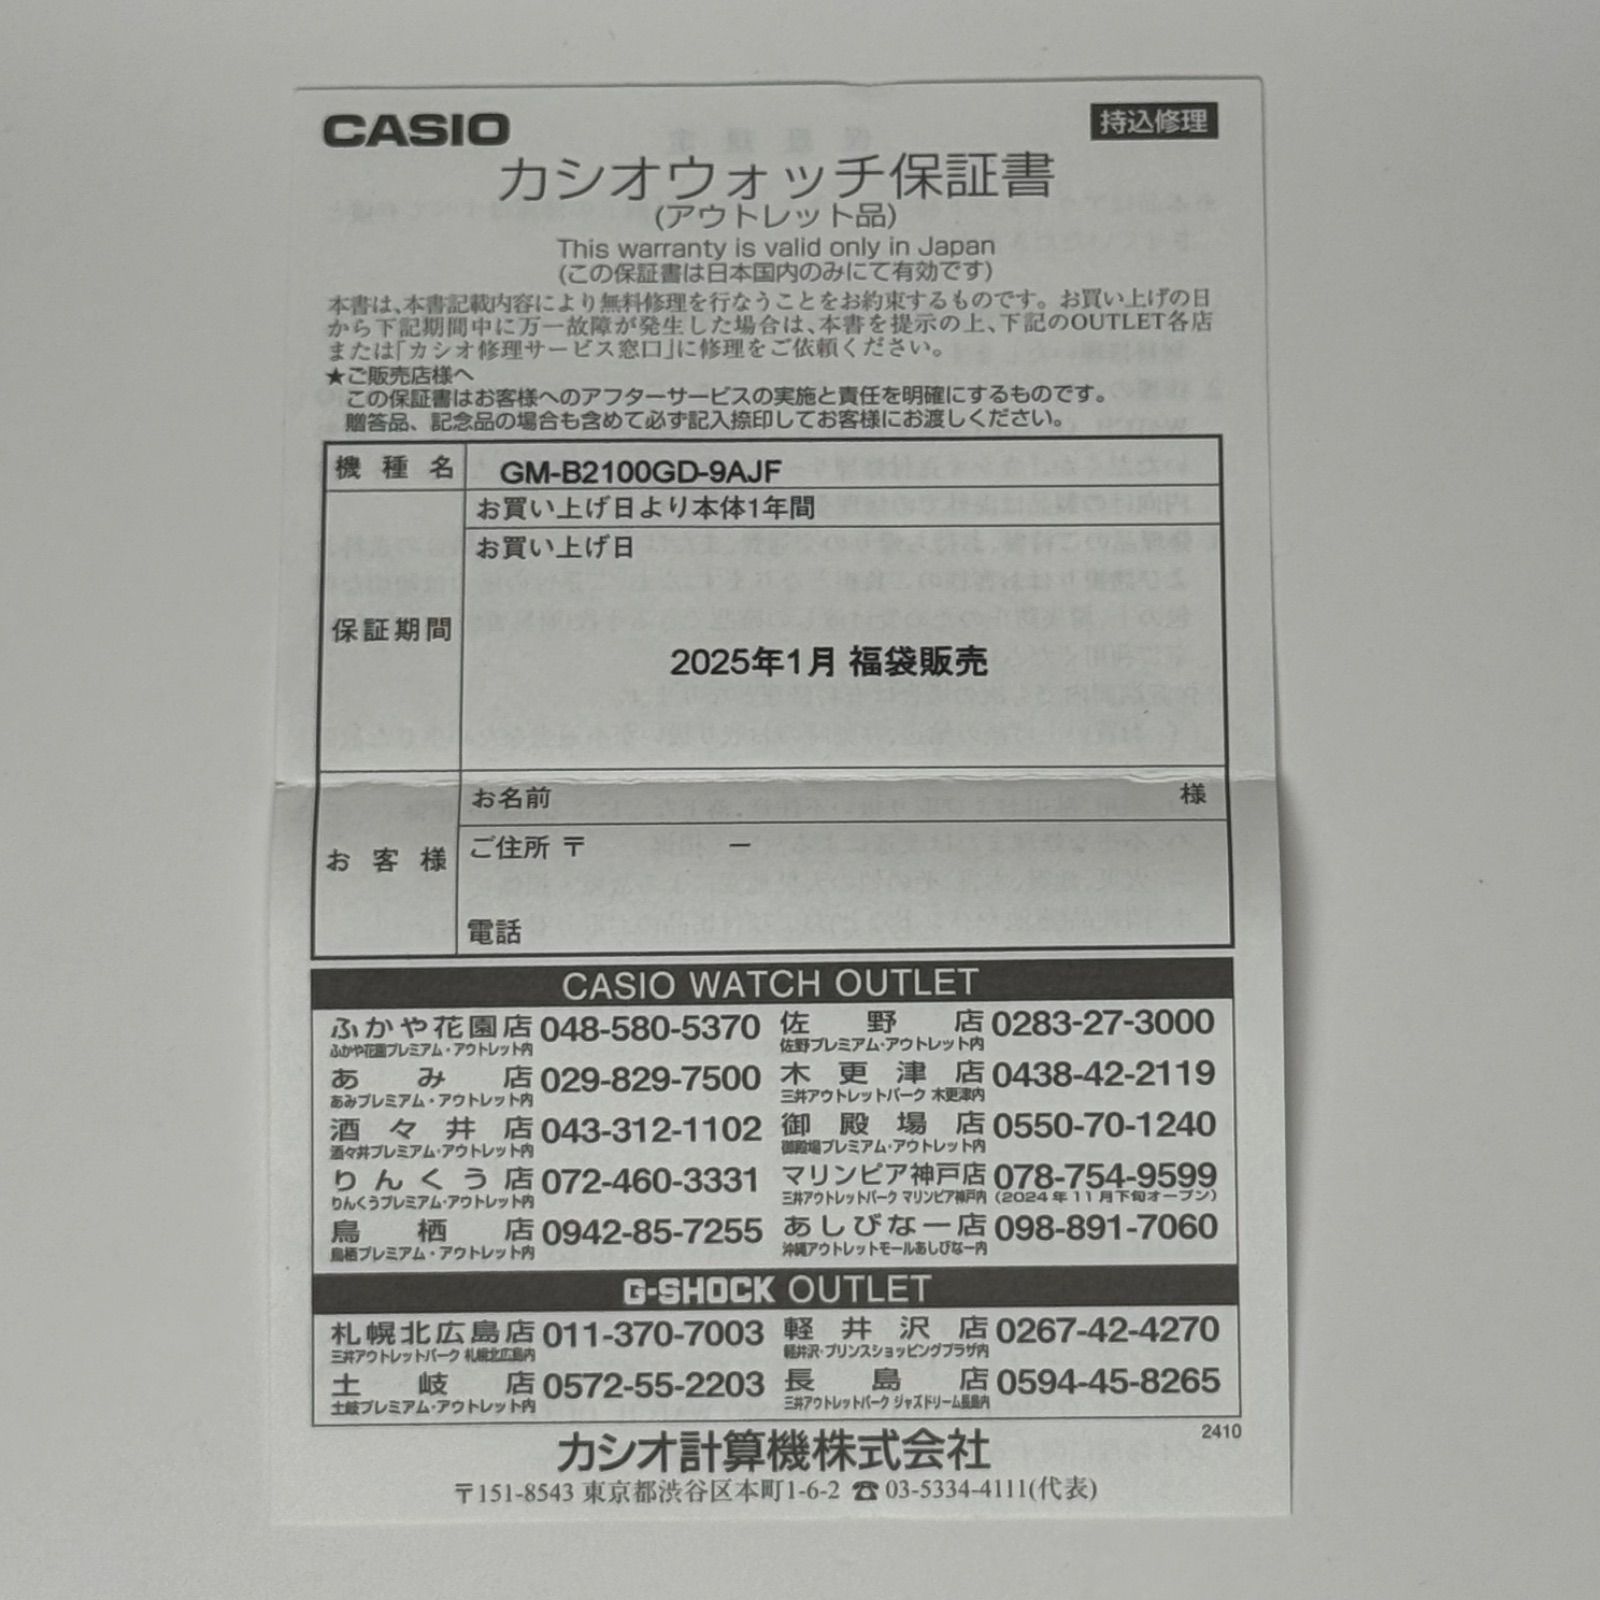 CASIO
持込修理
カシオウォッチ保証書
(アウトレット品)
This warranty is valid only in Japan
(この保証書は日本国内のみにて有効です)
本書は、本書記載内容により無料修理を行なうことをお約束するものです。お買い上げの日
から下記期間中に万一故障が発生した場合は、本書を提示の上、下記のOUTLET各店
または「カシオ修理サービス窓口」に修理をご依頼ください。
★ご販売店様へ
この保証書はお客様へのアフターサービスの実施と責任を明確にするものです。
贈答品、記念品の場合も含めて必ず記入捺印してお客様にお渡しください。
機種名 GM-B2100GD-9AJF
保証期間
お買い上げ日より本体1年間
お買い上げ日
2025年1月 福袋販売
お客様
お名前 様
ご住所 〒 －
電話
CASIO WATCH OUTLET
ふかや花園店 048-580-5370 佐野店 0283-27-3000
ふかや花園プレミアム・アウトレット内 佐野プレミアム・アウトレット内
あみ店 029-829-7500 木更津店 0438-42-2119
あみプレミアム・アウトレット内 三井アウトレットパーク 木更津内
酒々井店 043-312-1102 御殿場店 0550-70-1240
酒々井プレミアム・アウトレット内 御殿場プレミアム・アウトレット内
りんくう店 072-460-3331 マリンピア神戸店 078-754-9599
りんくうプレミアム・アウトレット内 三井アウトレットパーク マリンピア神戸内 (2024年11月下旬オープン)
鳥栖店 0942-85-7255 あしびなー店 098-891-7060
鳥栖プレミアム・アウトレット内 沖縄アウトレットモールあしびなー内
G-SHOCK OUTLET
札幌北広島店 011-370-7003 軽井沢店 0267-42-4270
三井アウトレットパーク 札幌北広島内 軽井沢・プリンスショッピングプラザ内
土岐店 0572-55-2203 長島店 0594-45-8265
土岐プレミアム・アウトレット内 三井アウトレットパーク ジャズドリーム長島内
2410
カシオ計算機株式会社
〒151-8543 東京都渋谷区本町1-6-2 ☎03-5334-4111(代表)